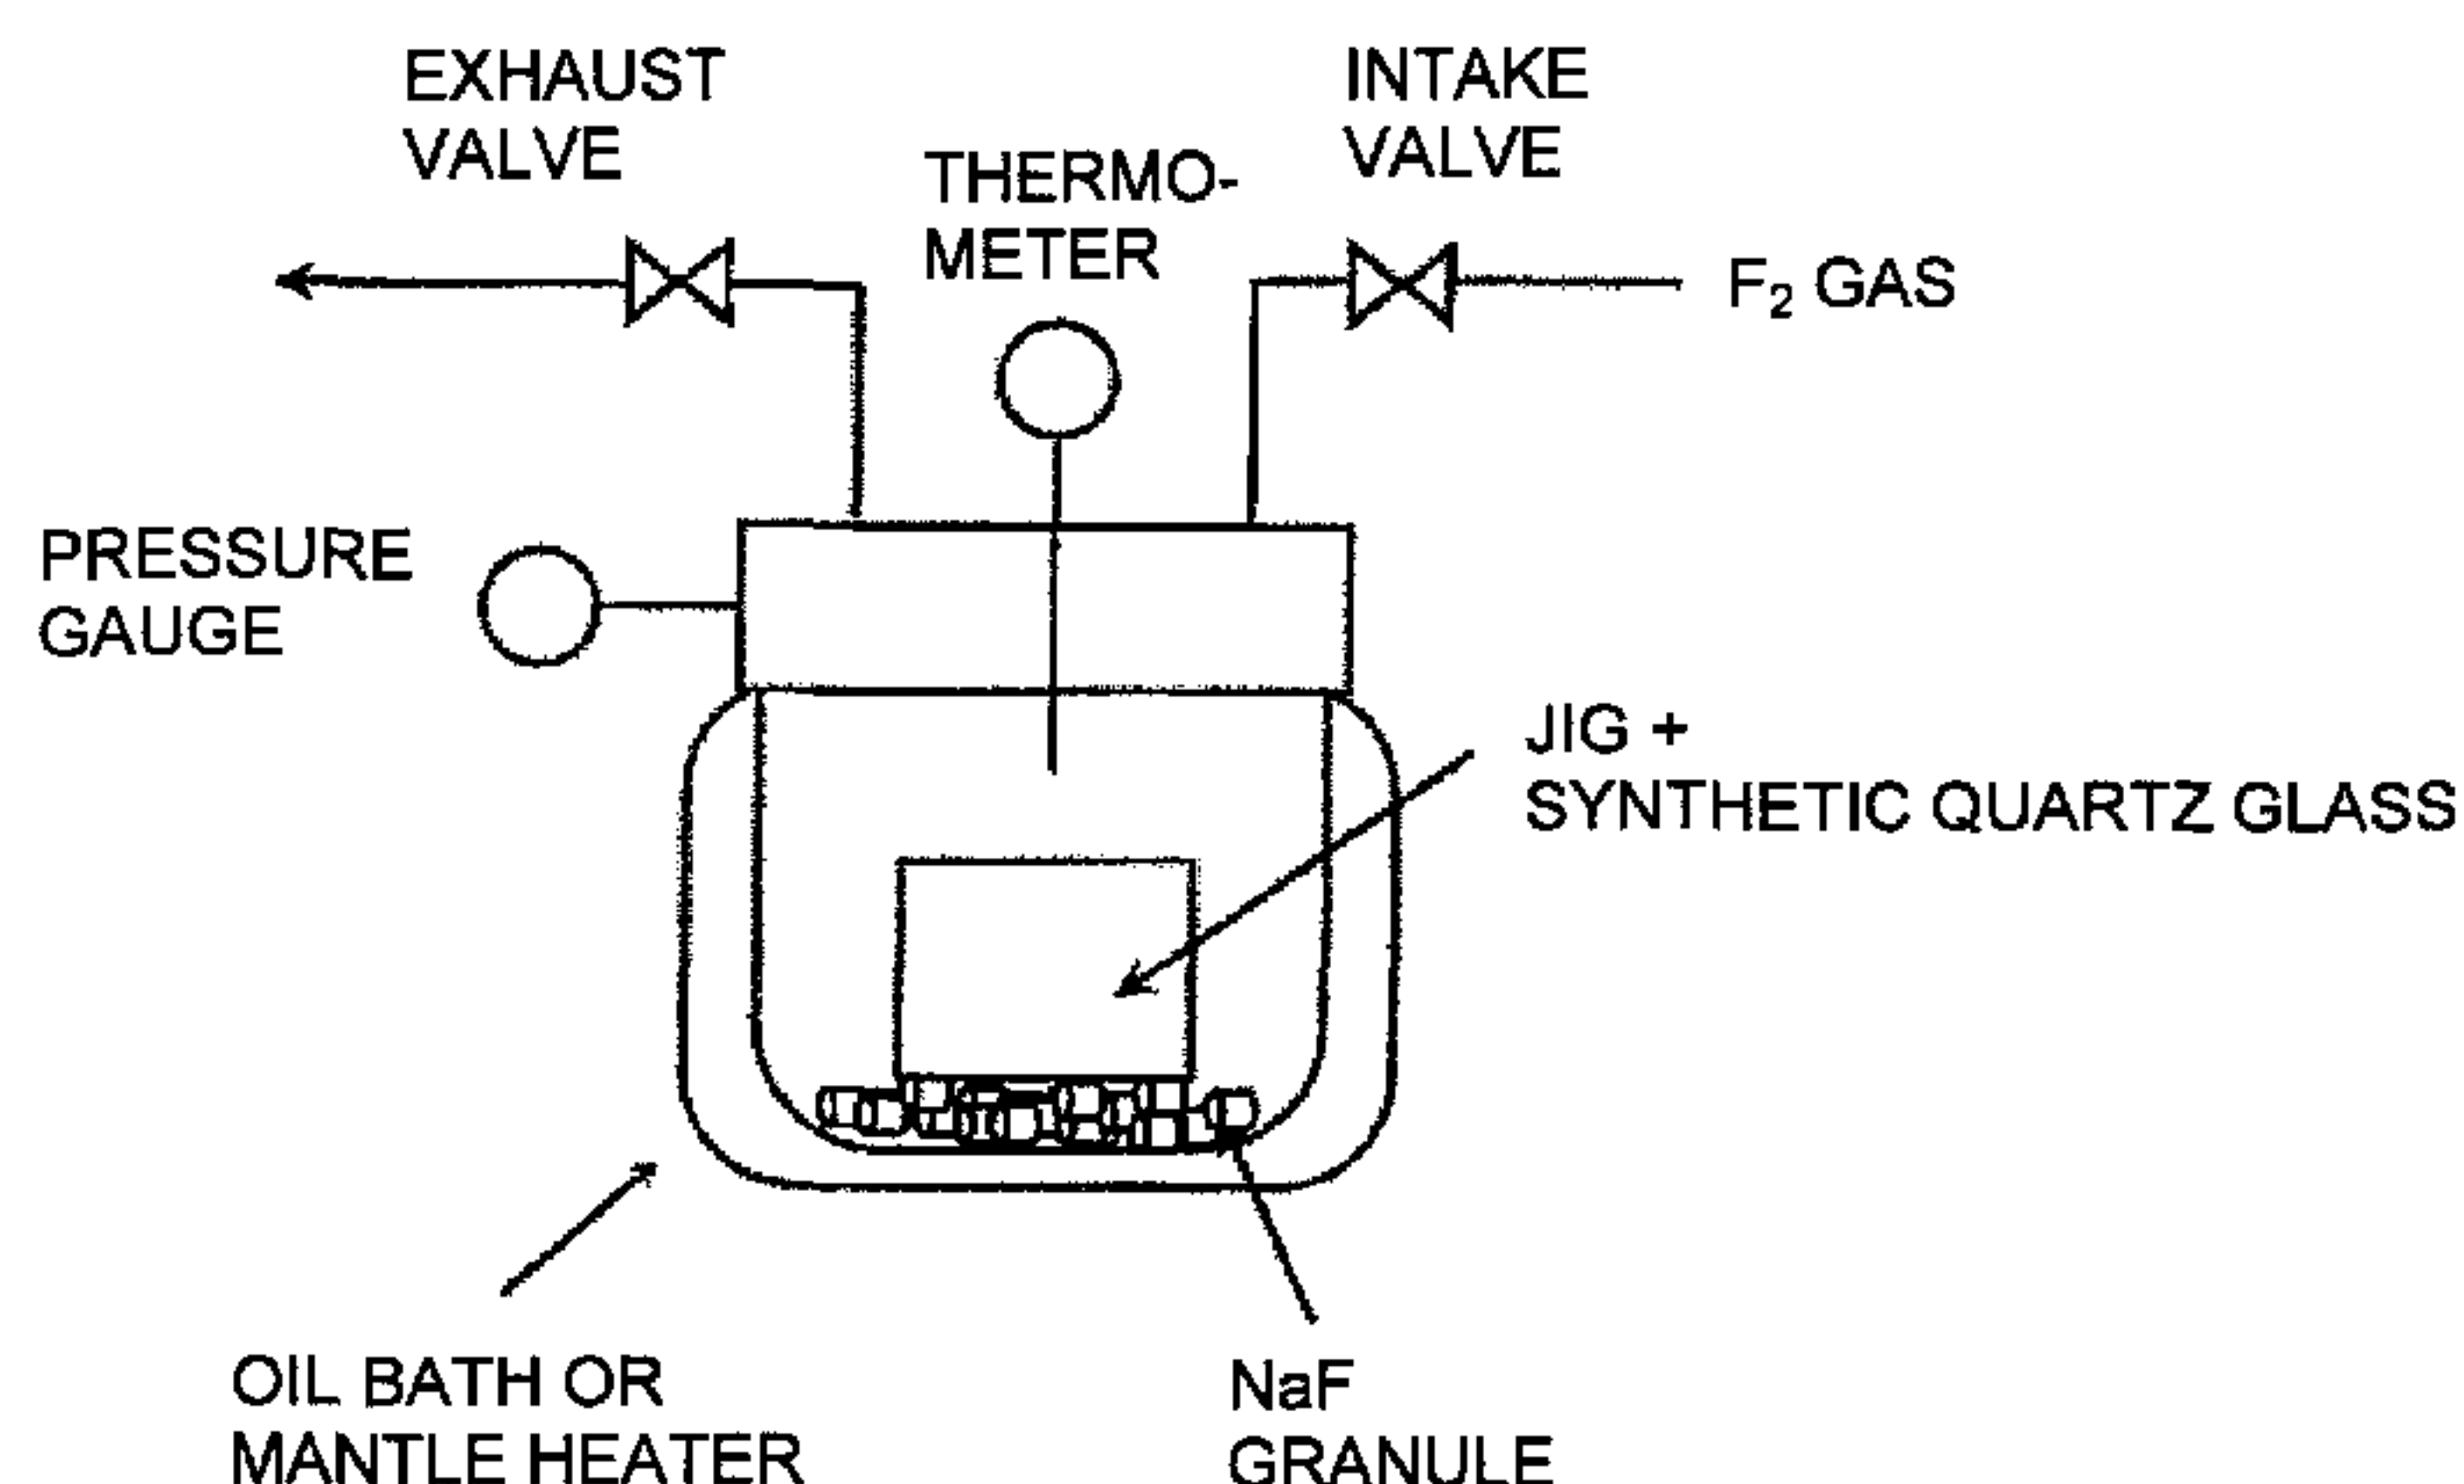 EXHAUST
VALVE
INTAKE
VALVE
THERMO-
METER
F₂ GAS
PRESSURE
GAUGE
JIG +
SYNTHETIC QUARTZ GLASS
OIL BATH OR
MANTLE HEATER
NaF
GRANULE